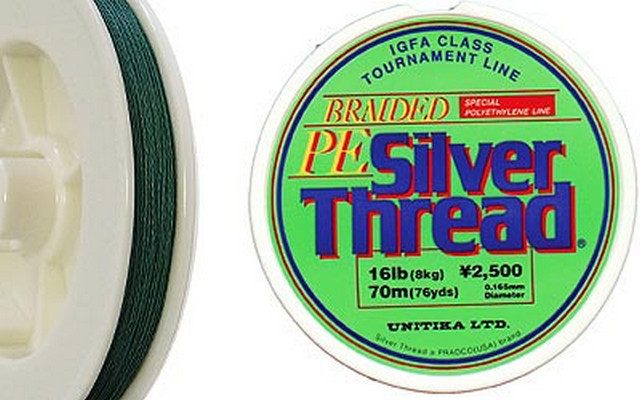 IGFA CLASS
TOURNAMENT LINE
BRAIDED
SPECIAL
POLYETHYLENE LINE
PE Silver
Thread®
16lb(8kg) ¥2,500
70m(76yds) 0.165mm
Diameter
UNITIKA LTD.
Silver Thread is PRADCO(USA) brand